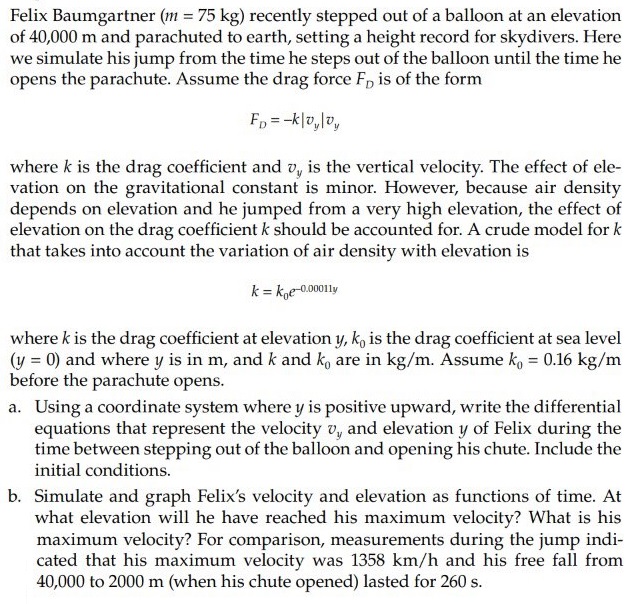 Felix Baumgartner (m = 75 kg) recently stepped out of a balloon at an elevation
of 40,000 m and parachuted to earth, setting a height record for skydivers. Here
we simulate his jump from the time he steps out of the balloon until the time he
opens the parachute. Assume the drag force F_D is of the form
F_D = –k|v_y|v_y
where k is the drag coefficient and v_y is the vertical velocity. The effect of ele-
vation on the gravitational constant is minor. However, because air density
depends on elevation and he jumped from a very high elevation, the effect of
elevation on the drag coefficient k should be accounted for. A crude model for k
that takes into account the variation of air density with elevation is
k = k₀e^–0.00011y
where k is the drag coefficient at elevation y, k₀ is the drag coefficient at sea level
(y = 0) and where y is in m, and k and k₀ are in kg/m. Assume k₀ = 0.16 kg/m
before the parachute opens.
a. Using a coordinate system where y is positive upward, write the differential
equations that represent the velocity v_y and elevation y of Felix during the
time between stepping out of the balloon and opening his chute. Include the
initial conditions.
b. Simulate and graph Felix's velocity and elevation as functions of time. At
what elevation will he have reached his maximum velocity? What is his
maximum velocity? For comparison, measurements during the jump indi-
cated that his maximum velocity was 1358 km/h and his free fall from
40,000 to 2000 m (when his chute opened) lasted for 260 s.